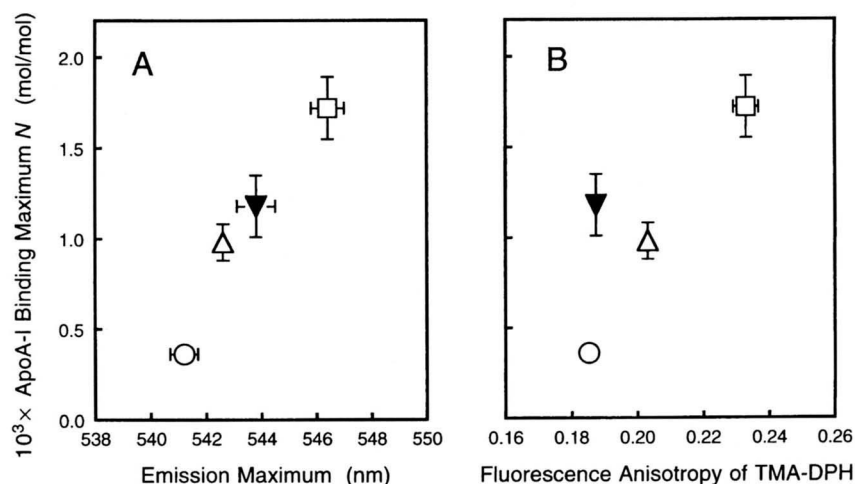 A
B
10³× ApoA-I Binding Maximum N (mol/mol)
2.0
1.5
1.0
0.5
0.0
538 540 542 544 546 548 550
0.16 0.18 0.20 0.22 0.24 0.26
Emission Maximum (nm)
Fluorescence Anisotropy of TMA-DPH